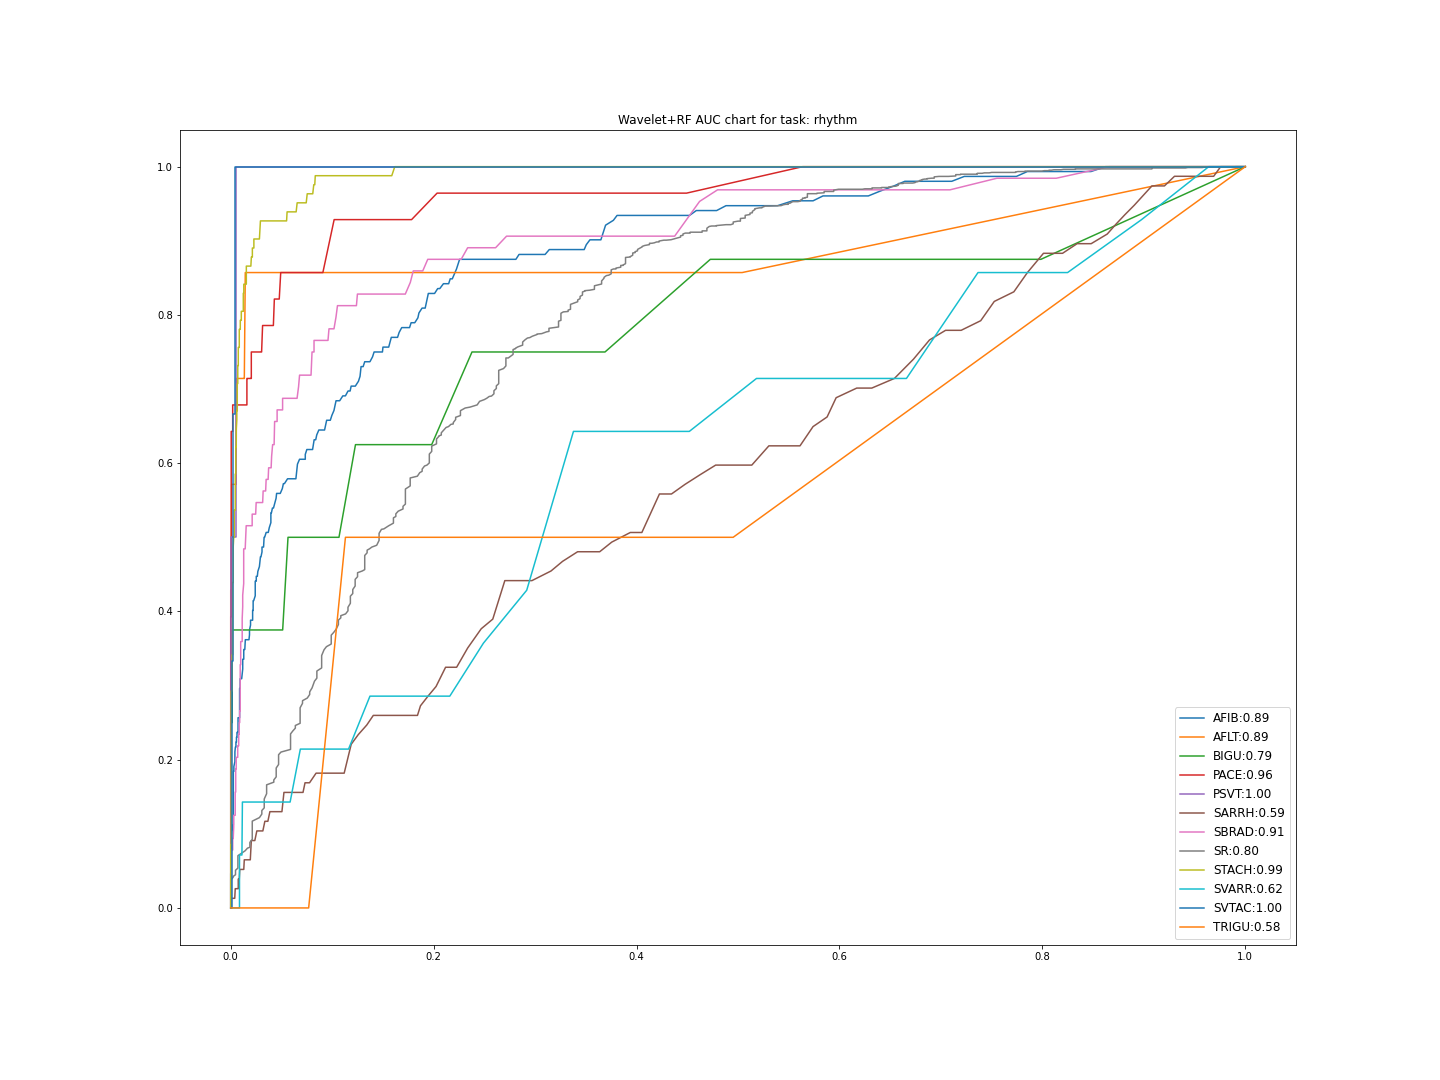 Wavelet+RF AUC chart for task: rhythm
1.0
0.8
0.6
0.4
0.2
0.0
0.0 0.2 0.4 0.6 0.8 1.0
AFIB:0.89
AFLT:0.89
BIGU:0.79
PACE:0.96
PSVT:1.00
SARRH:0.59
SBRAD:0.91
SR:0.80
STACH:0.99
SVARR:0.62
SVTAC:1.00
TRIGU:0.58